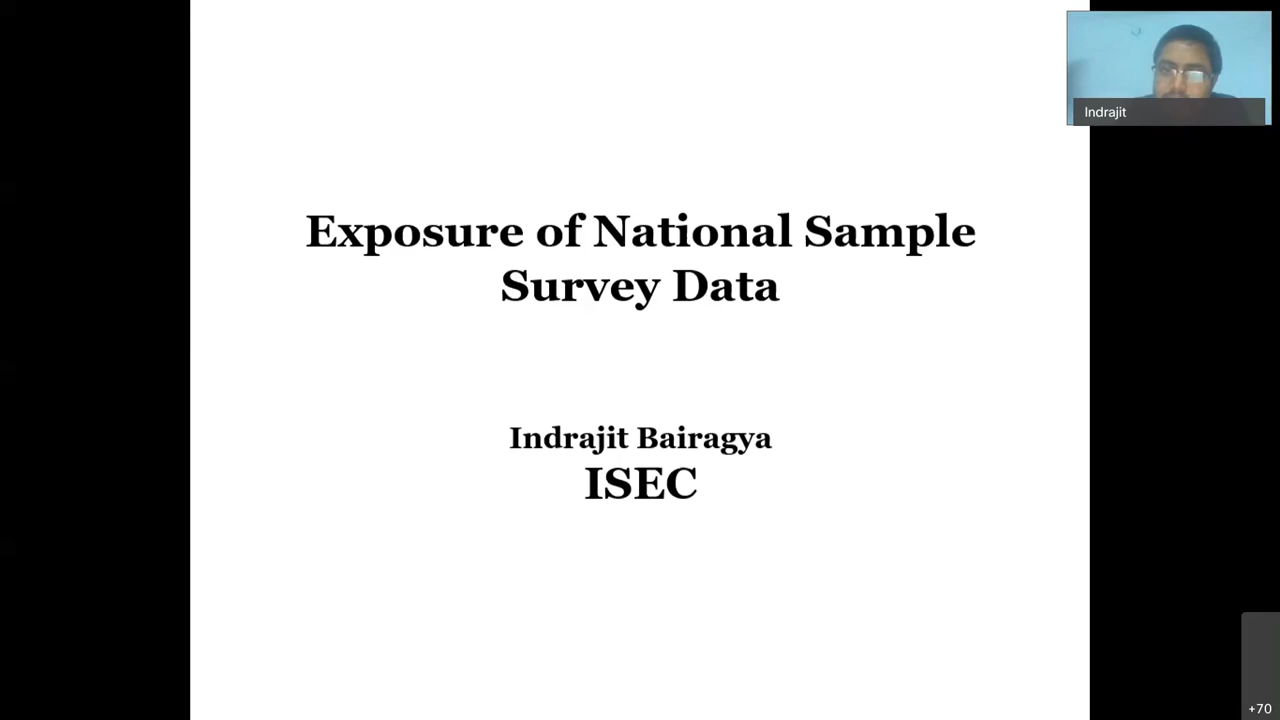 Indrajit
Exposure of National Sample
Survey Data
Indrajit Bairagya
ISEC
+70